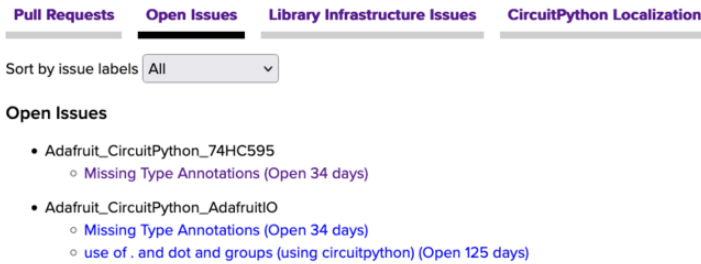 Pull Requests Open Issues Library Infrastructure Issues CircuitPython Localization
Sort by issue labels All
Open Issues
• Adafruit_CircuitPython_74HC595
◦ Missing Type Annotations (Open 34 days)
• Adafruit_CircuitPython_AdafruitIO
◦ Missing Type Annotations (Open 34 days)
◦ use of . and dot and groups (using circuitpython) (Open 125 days)